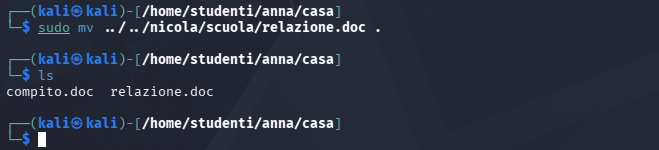 ┌──(kali㉿kali)-[/home/studenti/anna/casa]
└─$ sudo mv ../../nicola/scuola/relazione.doc .
┌──(kali㉿kali)-[/home/studenti/anna/casa]
└─$ ls
compito.doc  relazione.doc
┌──(kali㉿kali)-[/home/studenti/anna/casa]
└─$